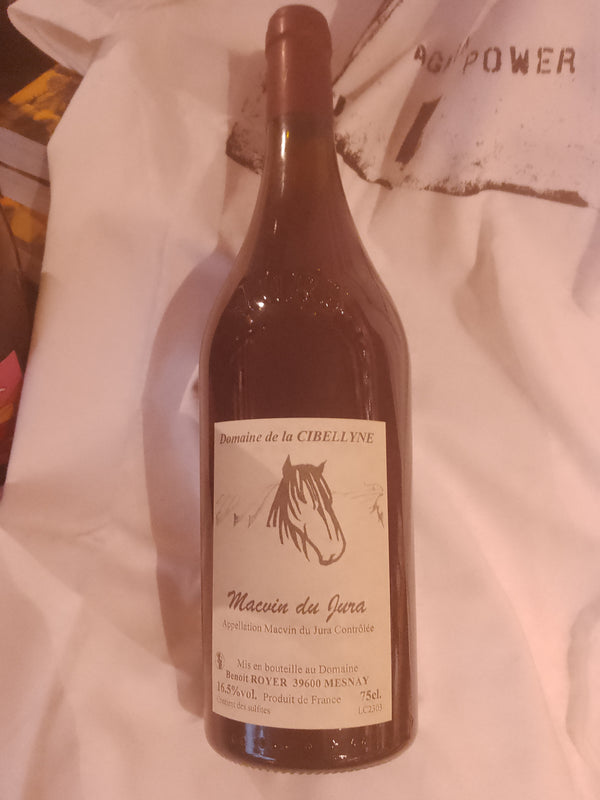 POWER
Domaine de la CIBELLYNE
Macvin du Jura
Appellation Macvin du Jura Contrôlée
Mis en bouteille au Domaine
Benoit ROYER 39600 MESNAY
16.5%vol. Produit de France 75cl.
Contient des sulfites LC2303